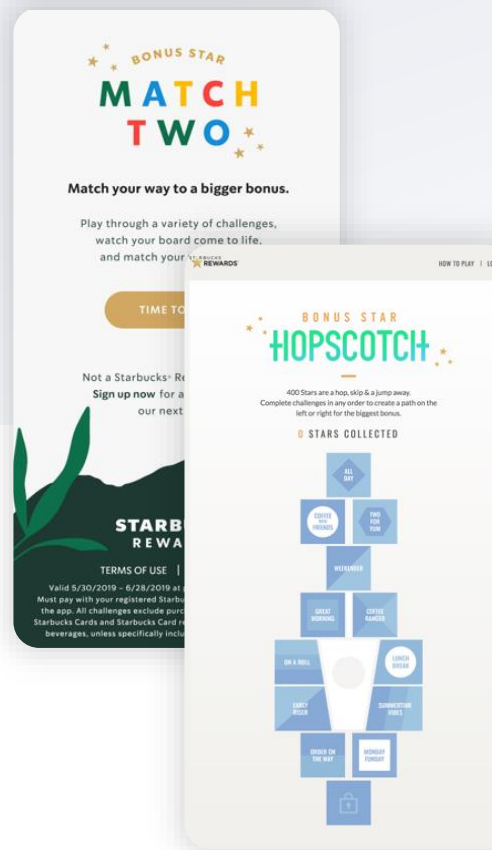 BONUS STAR
MATCH
TWO
Match your way to a bigger bonus.
Play through a variety of challenges,
watch your board come to life,
and match your
TIME TO
Not a Starbucks® Re
Sign up now for a
our next
STARBU
REWA
TERMS OF USE |
Valid 5/30/2019 – 6/28/2019 at p
Must pay with your registered Starbu
the app. All challenges exclude purc
Starbucks Cards and Starbucks Card re
beverages, unless specifically inclu
STARBUCKS
REWARDS
HOW TO PLAY | LE
BONUS STAR
HOPSCOTCH
400 Stars are a hop, skip & a jump away.
Complete challenges in any order to create a path on the
left or right for the biggest bonus.
0 STARS COLLECTED
ALL
DAY
COFFEE
AND
FRIENDS
TWO
FOR
YUM
WEEKENDER
GREAT
MORNING
COFFEE
RANGER
ON A ROLL
LUNCH
BREAK
EARLY
RISER
SUMMERTIME
VIBES
ORDER ON
THE WAY
MONDAY
FUNDAY